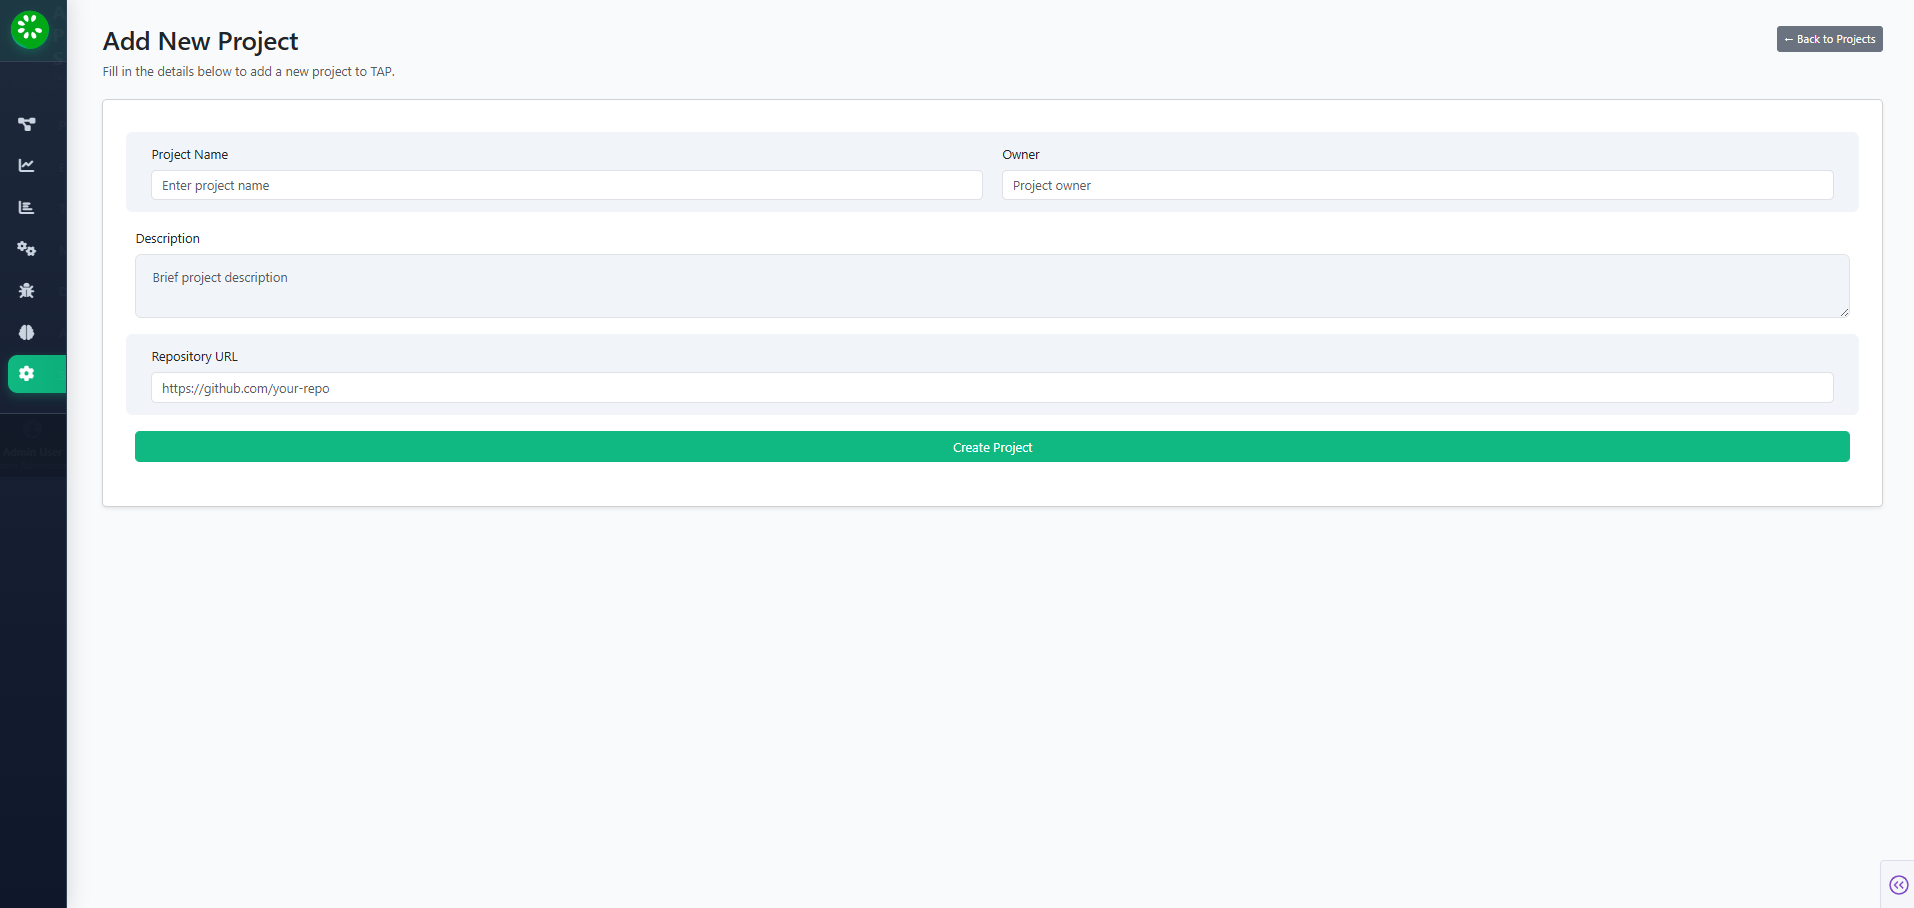 Add New Project
← Back to Projects
Fill in the details below to add a new project to TAP.
Project Name
Owner
Enter project name
Project owner
Description
Brief project description
Repository URL
https://github.com/your-repo
Create Project
Admin User